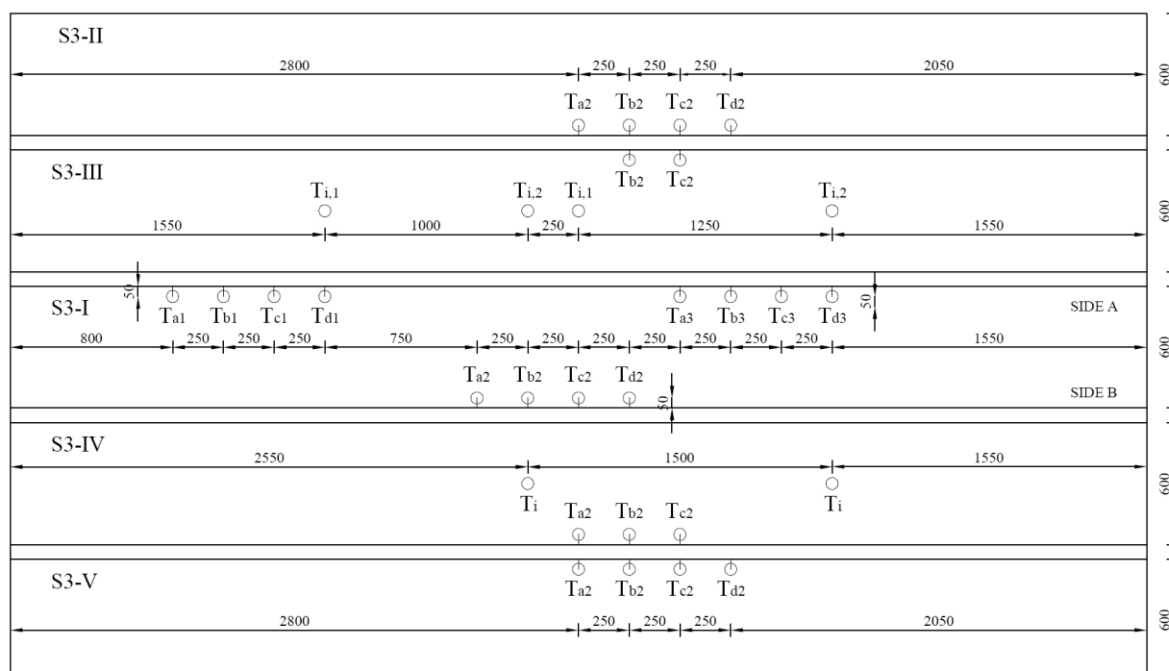 S3-II
2800 250 250 250 2050 600
Ta2 Tb2 Tc2 Td2
S3-III
Tb2 Tc2
Ti,1 Ti,2 Ti,1 Ti,2 600
1550 1000 250 1250 1550
50 50
S3-I SIDE A
Ta1 Tb1 Tc1 Td1 Ta3 Tb3 Tc3 Td3
800 250 250 250 750 250 250 250 250 250 250 250 1550 600
Ta2 Tb2 Tc2 Td2
50 SIDE B
S3-IV
2550 1500 1550
Ti Ti 600
Ta2 Tb2 Tc2
S3-V
Ta2 Tb2 Tc2 Td2
2800 250 250 250 2050 600